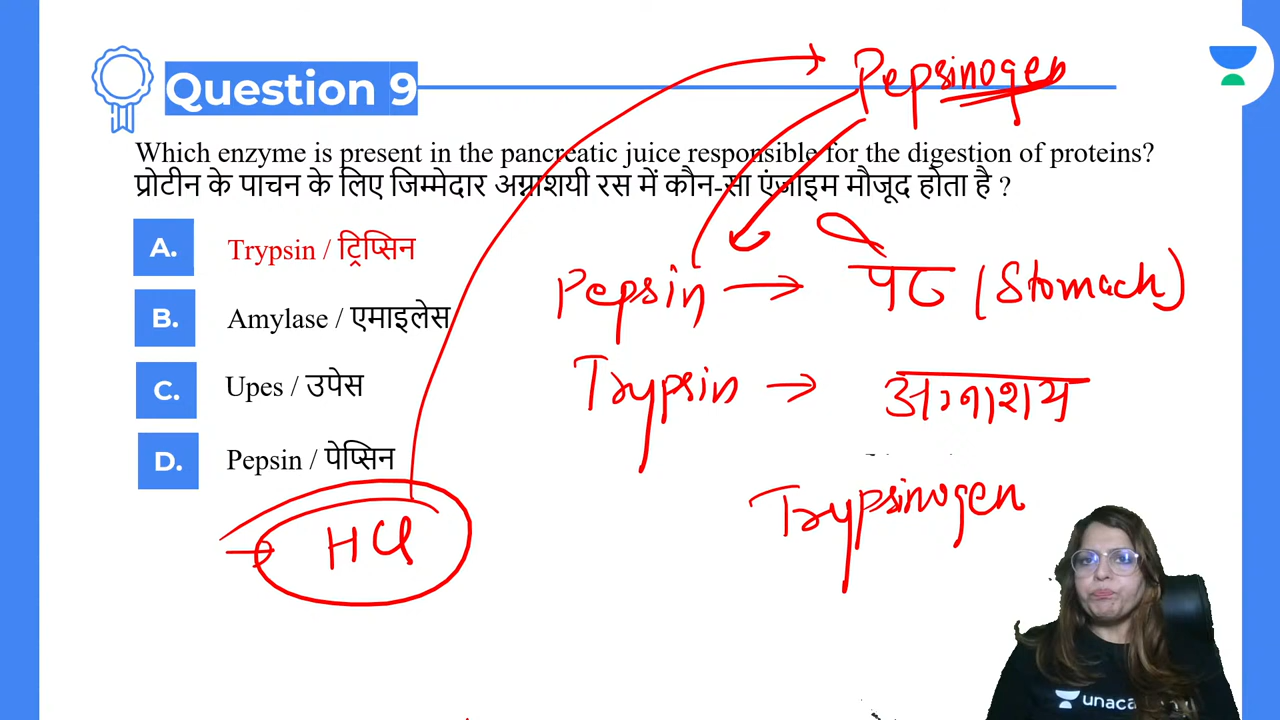 Question 9
Pepsinogen
Which enzyme is present in the pancreatic juice responsible for the digestion of proteins?
प्रोटीन के पाचन के लिए जिम्मेदार अग्नाशयी रस में कौन-सा एंजाइम मौजूद होता है ?
A. Trypsin / ट्रिप्सिन
Pepsin → पेट (Stomach)
B. Amylase / एमाइलेस
C. Upes / उपेस
Trypsin → अग्नाशय
D. Pepsin / पेप्सिन
Trypsinogen
→ HCl